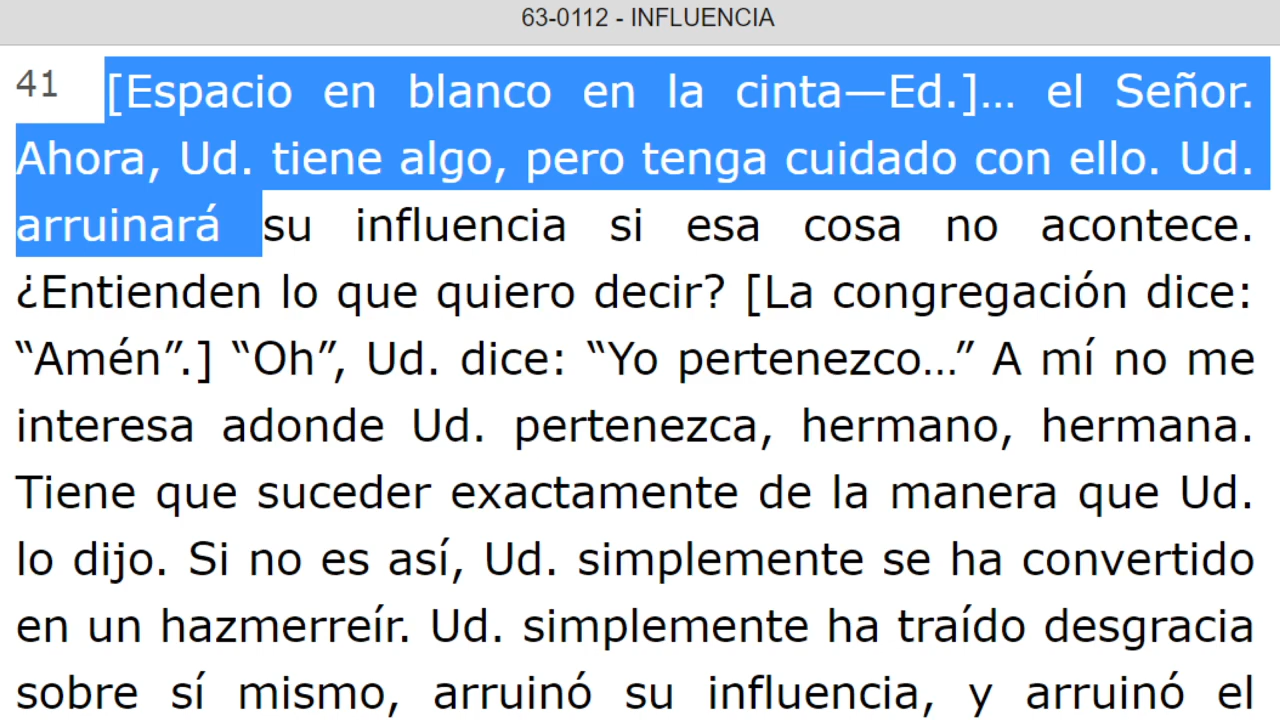 63-0112 - INFLUENCIA
41 [Espacio en blanco en la cinta—Ed.]… el Señor.
Ahora, Ud. tiene algo, pero tenga cuidado con ello. Ud.
arruinará su influencia si esa cosa no acontece.
¿Entienden lo que quiero decir? [La congregación dice:
“Amén”.] “Oh”, Ud. dice: “Yo pertenezco…” A mí no me
interesa adonde Ud. pertenezca, hermano, hermana.
Tiene que suceder exactamente de la manera que Ud.
lo dijo. Si no es así, Ud. simplemente se ha convertido
en un hazmerreír. Ud. simplemente ha traído desgracia
sobre sí mismo, arruinó su influencia, y arruinó el